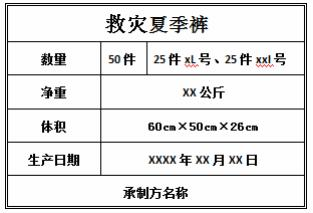 救灾夏季裤
数量 50件 25件 xL号、25件 xxl号
净重 XX公斤
体积 60cm×50cm×26cm
生产日期 XXXX年XX月XX日
承制方名称